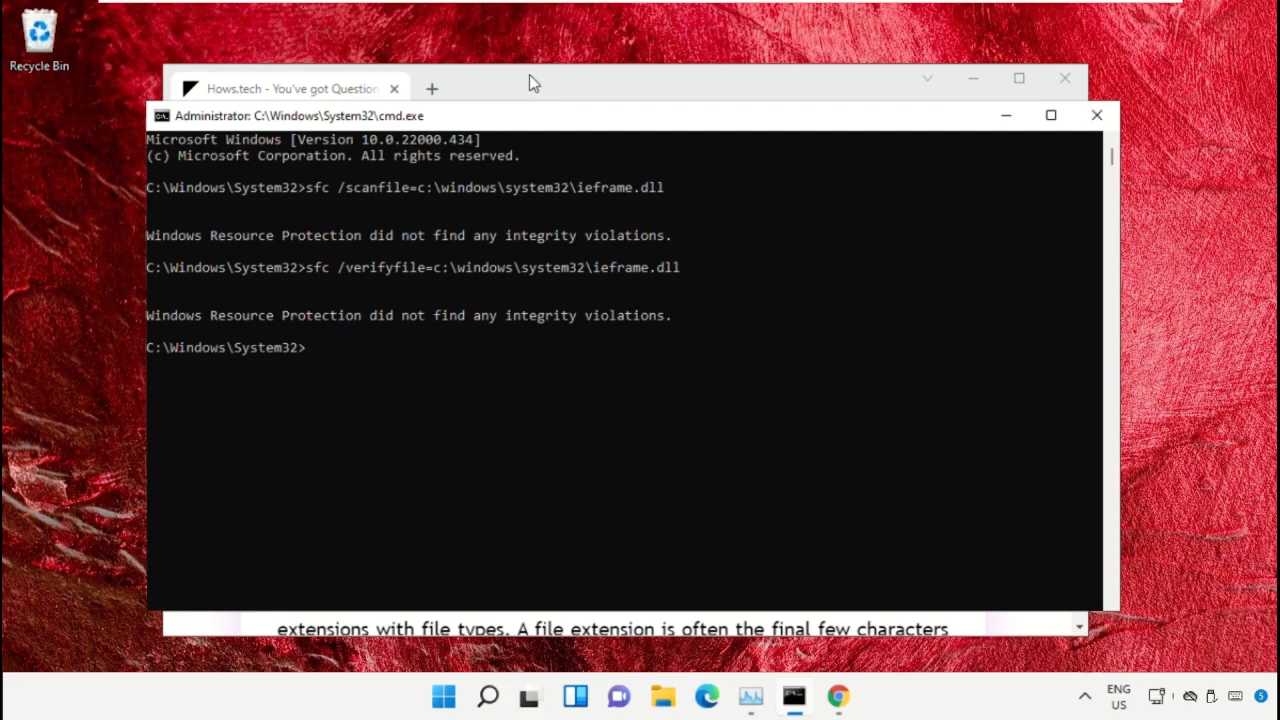 Recycle Bin
Hows.tech - You've got Question
Administrator: C:\Windows\System32\cmd.exe
Microsoft Windows [Version 10.0.22000.434]
(c) Microsoft Corporation. All rights reserved.
C:\Windows\System32>sfc /scanfile=c:\windows\system32\ieframe.dll
Windows Resource Protection did not find any integrity violations.
C:\Windows\System32>sfc /verifyfile=c:\windows\system32\ieframe.dll
Windows Resource Protection did not find any integrity violations.
C:\Windows\System32>
extensions with file types. A file extension is often the final few characters
ENG
US
5